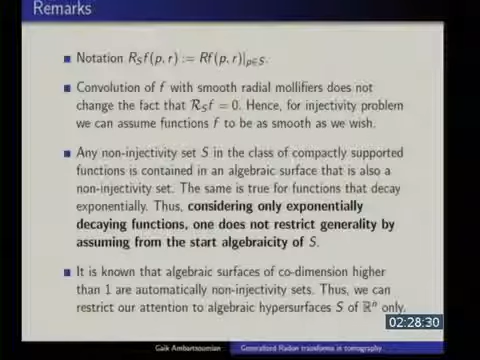 Remarks
Notation R_S f(p, r) := Rf(p, r)|_{p∈S}.
Convolution of f with smooth radial mollifiers does not
change the fact that R_S f = 0. Hence, for injectivity problem
we can assume functions f to be as smooth as we wish.
Any non-injectivity set S in the class of compactly supported
functions is contained in an algebraic surface that is also a
non-injectivity set. The same is true for functions that decay
exponentially. Thus, considering only exponentially
decaying functions, one does not restrict generality by
assuming from the start algebraicity of S.
It is known that algebraic surfaces of co-dimension higher
than 1 are automatically non-injectivity sets. Thus, we can
restrict our attention to algebraic hypersurfaces S of ℝⁿ only.
02:28:30
Gaik Ambartsoumian Generalized Radon transforms in tomography